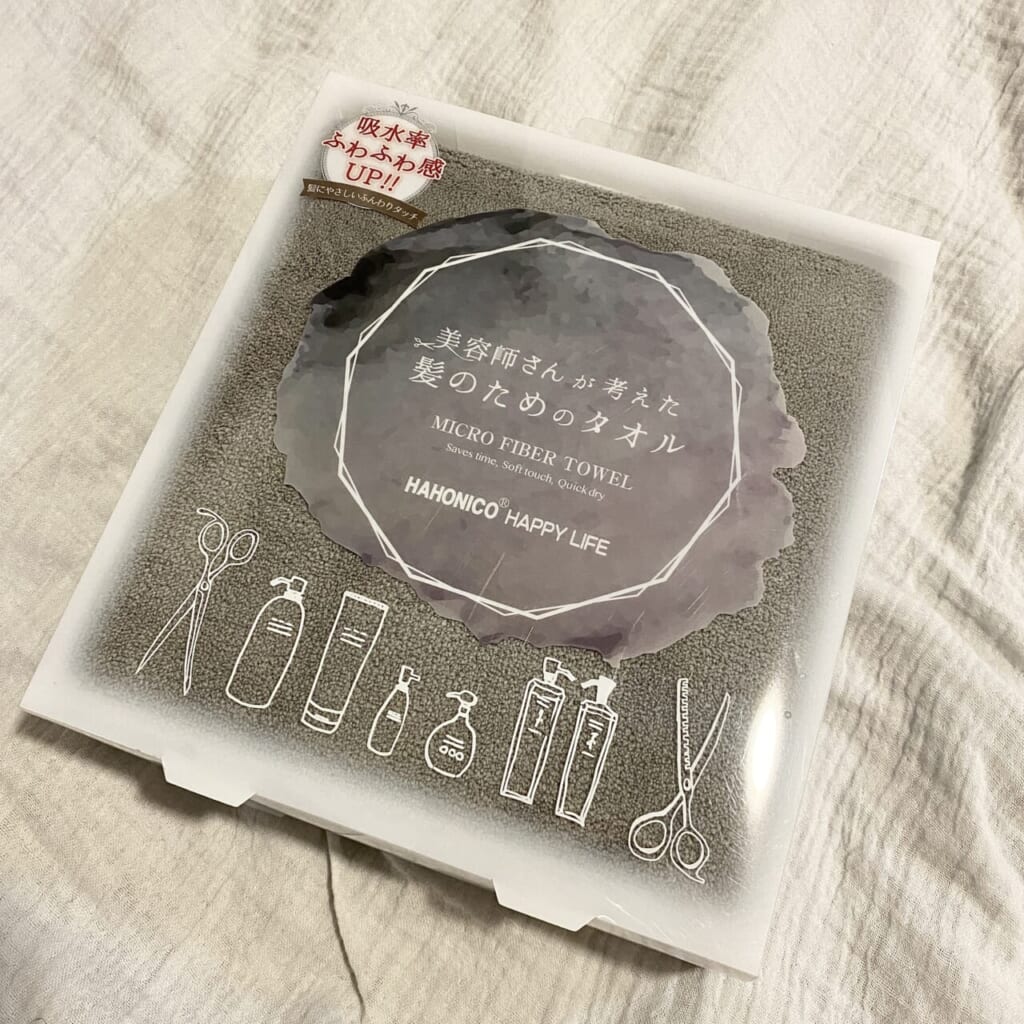 吸水率
ふわふわ感
UP!!
髪にやさしいふんわりタッチ
美容師さんが考えた
髪のためのタオル
MICRO FIBER TOWEL
Saves time, Soft touch, Quick dry
HAHONICO® HAPPY LIFE